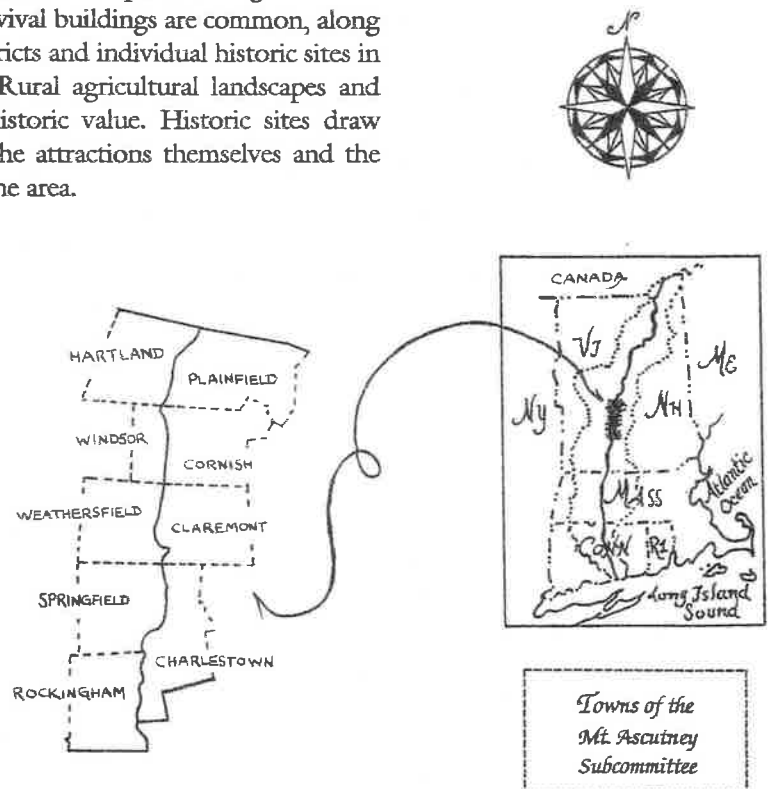 vival buildings are common, along
ricts and individual historic sites in
Rural agricultural landscapes and
istoric value. Historic sites draw
he attractions themselves and the
ne area.
N
HARTLAND
PLAINFIELD
WINDSOR
CORNISH
WEATHERSFIELD
CLAREMONT
SPRINGFIELD
CHARLESTOWN
ROCKINGHAM
CANADA
VT
ME
NY
NH
MASS
Atlantic
Ocean
CONN
RI
Long Island
Sound
Towns of the
Mt. Ascutney
Subcommittee